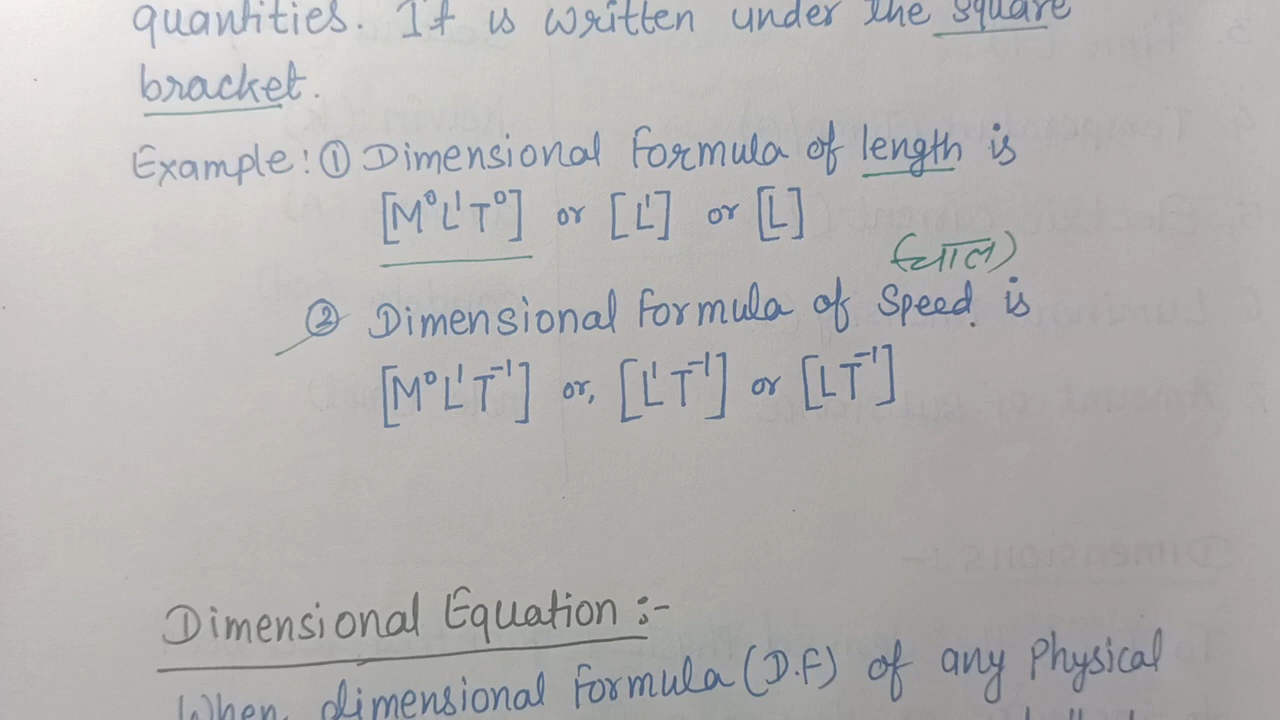 quantities. It is written under the square
bracket.
Example: ① Dimensional formula of length is
[M⁰L¹T⁰] or [L¹] or [L]
(चाल)
② Dimensional formula of Speed. is
[M⁰L¹T⁻¹] or, [L¹T⁻¹] or [LT⁻¹]
Dimensional Equation :-
When dimensional formula (D.F) of any Physical